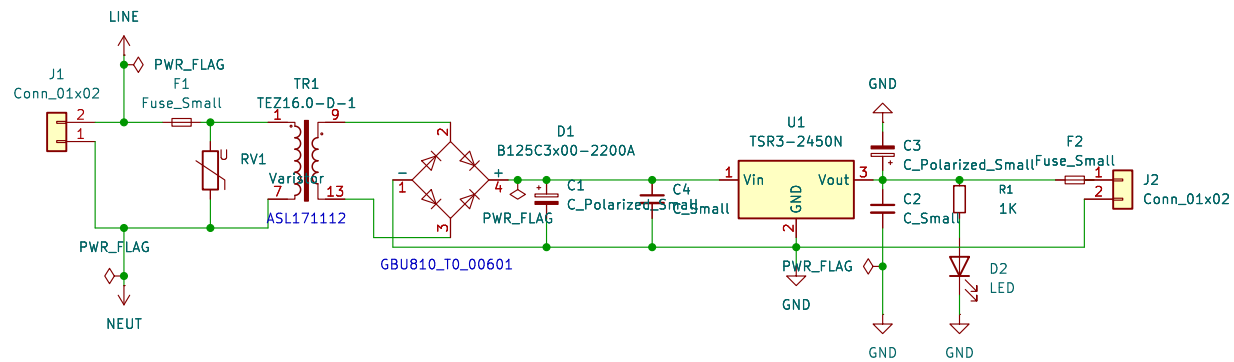 LINE
PWR_FLAG
J1
Conn_01x02
2
1
F1
Fuse_Small
U
RV1
Varistor
PWR_FLAG
NEUT
TR1
TEZ16.0-D-1
1
9
7
13
ASL171112
2
-
1
+
4
3
GBU810_T0_00601
D1
B125C3x00-2200A
PWR_FLAG
+
C1
C_Polarized_Small
C4
C_Small
U1
TSR3-2450N
1
Vin
Vout
3
GND
2
GND
PWR_FLAG
GND
C3
C_Polarized_Small
+
C2
C_Small
GND
R1
1K
D2
LED
GND
F2
Fuse_Small
1
2
J2
Conn_01x02